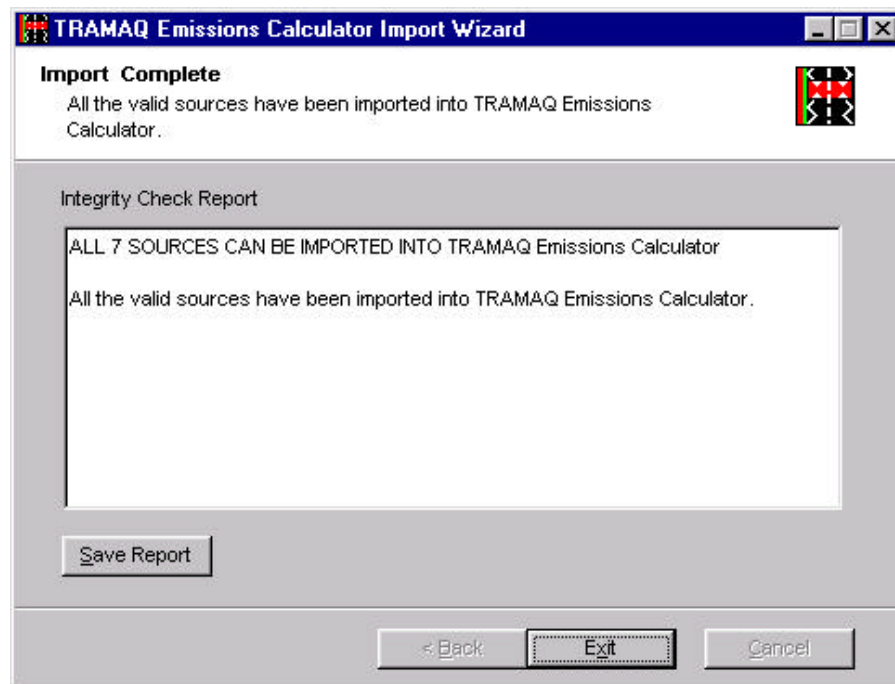 TRAMAQ Emissions Calculator Import Wizard
Import Complete
All the valid sources have been imported into TRAMAQ Emissions
Calculator.
Integrity Check Report
ALL 7 SOURCES CAN BE IMPORTED INTO TRAMAQ Emissions Calculator
All the valid sources have been imported into TRAMAQ Emissions Calculator.
Save Report
< Back Exit Cancel